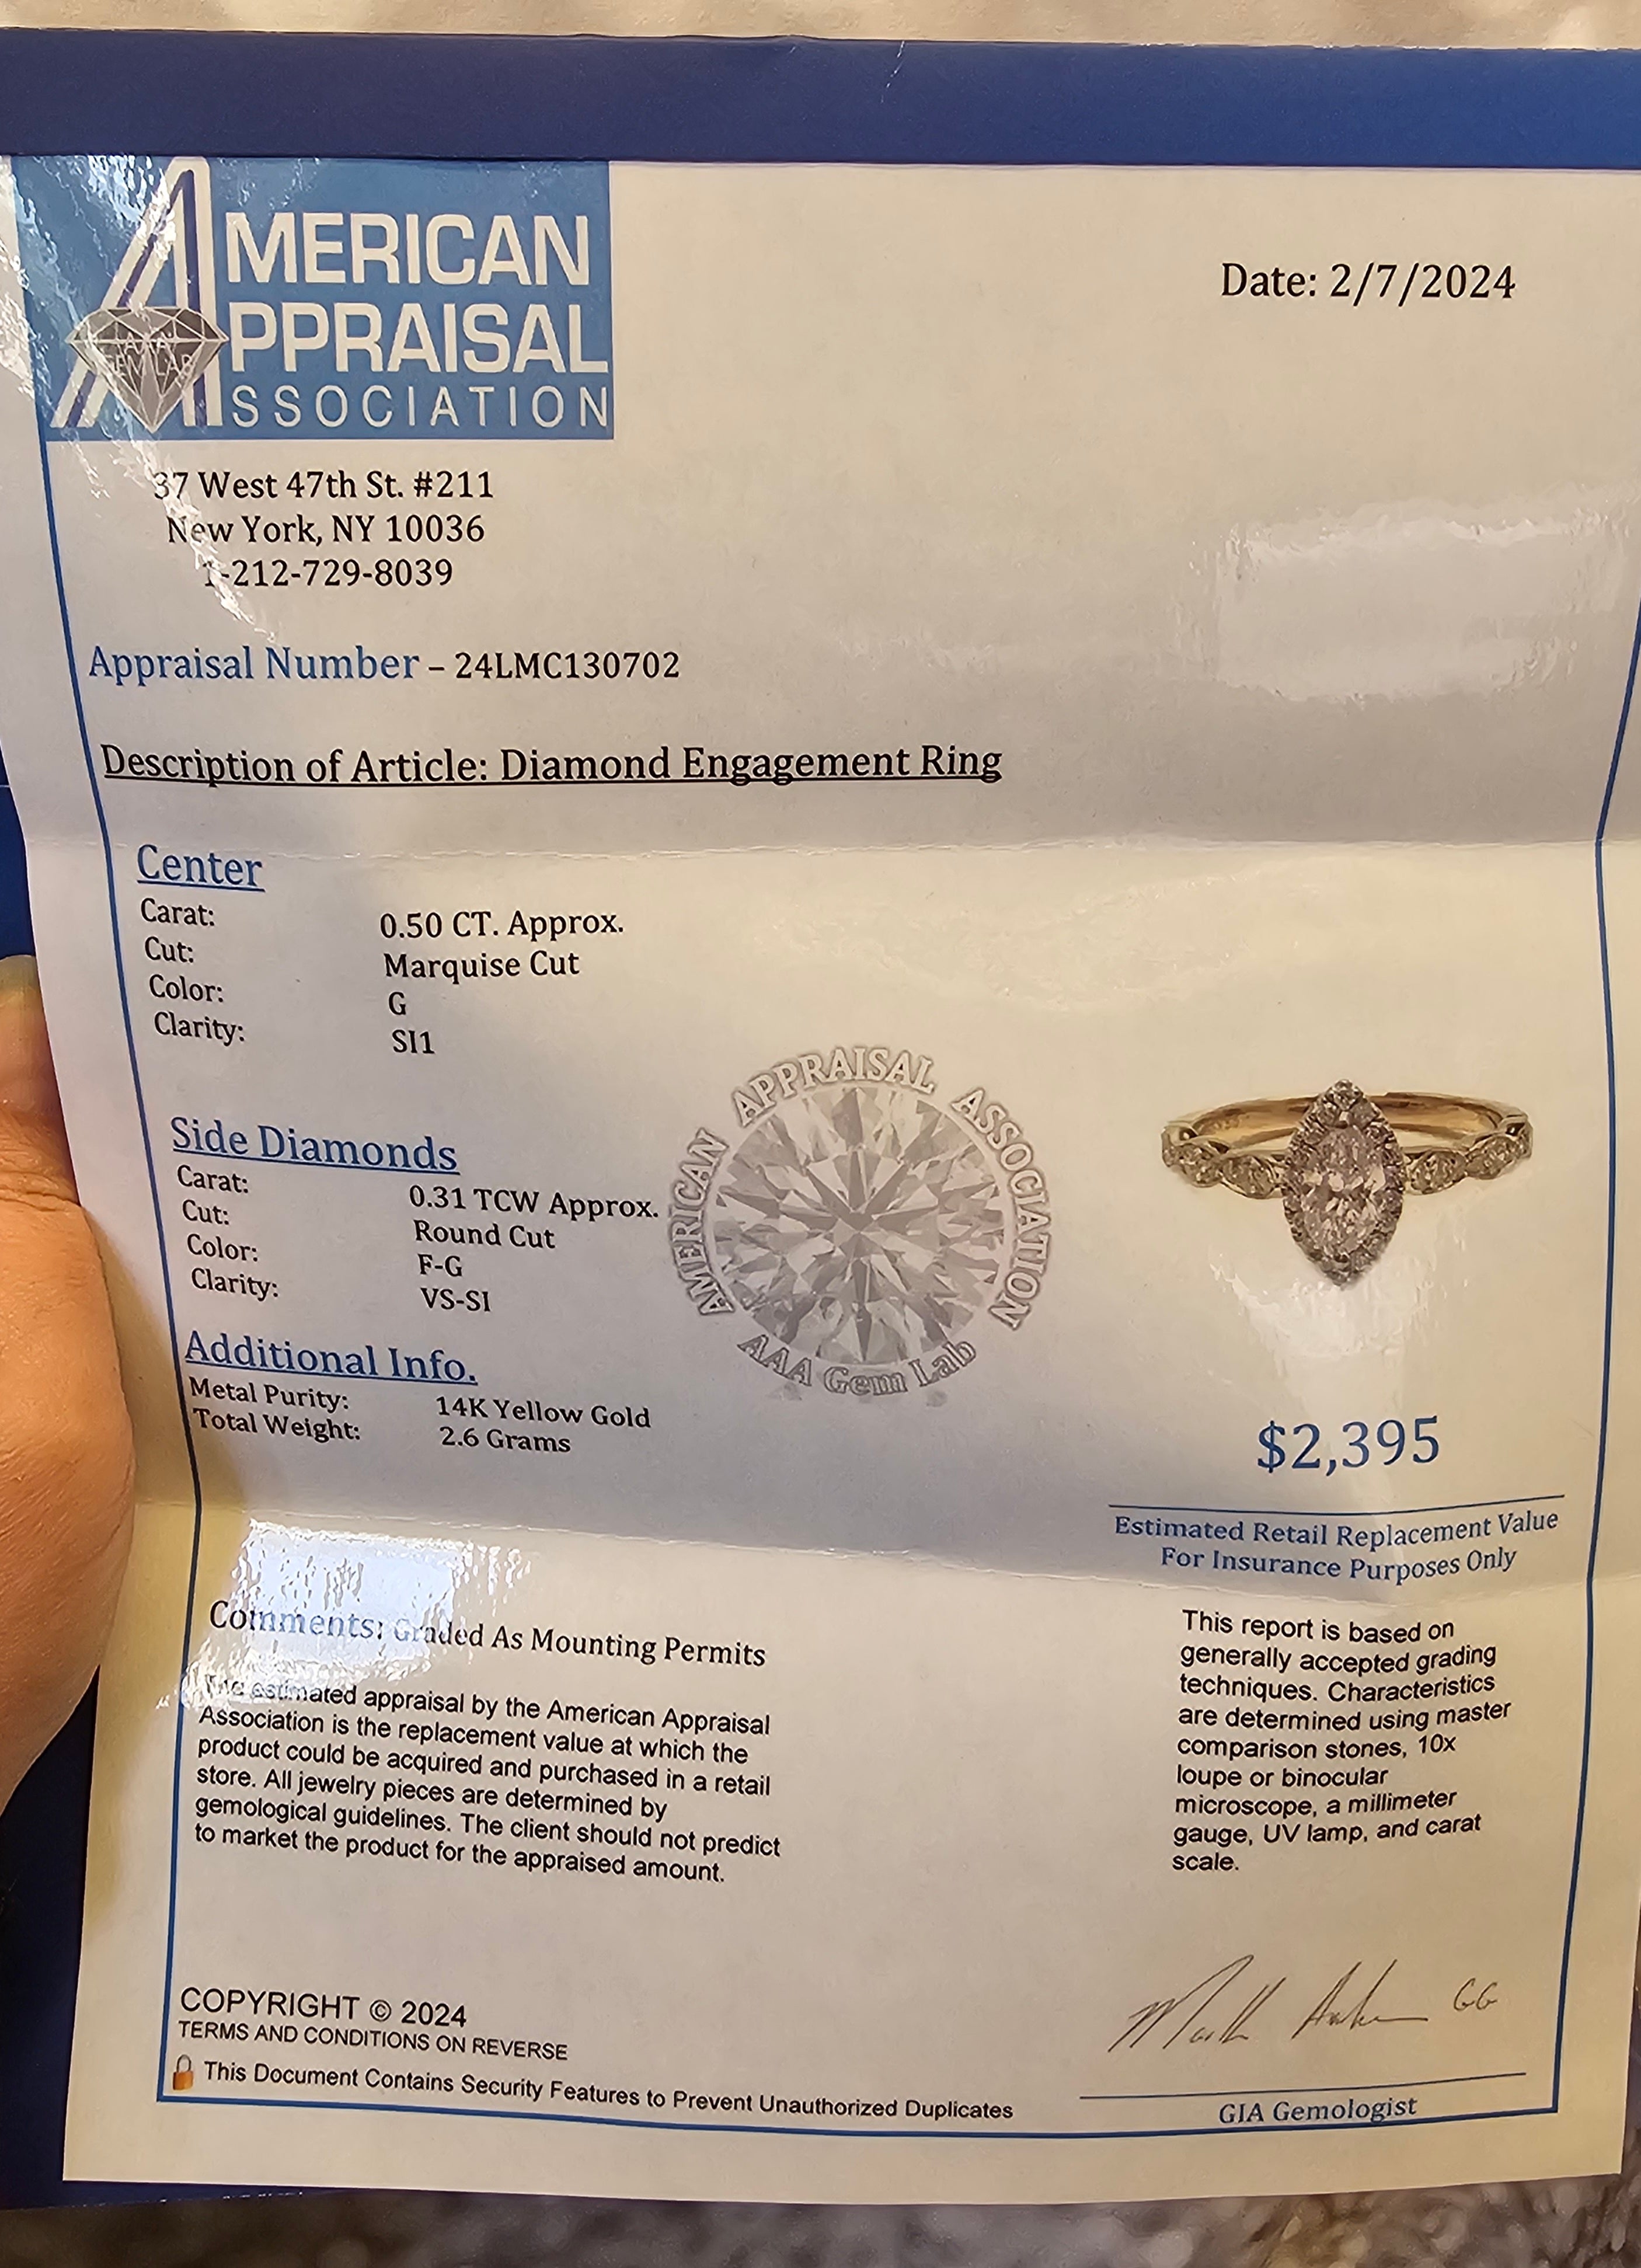 AMERICAN
APPRAISAL
ASSOCIATION
Date: 2/7/2024
37 West 47th St. #211
New York, NY 10036
1-212-729-8039
Appraisal Number – 24LMC130702
Description of Article: Diamond Engagement Ring
Center
Carat: 0.50 CT. Approx.
Cut: Marquise Cut
Color: G
Clarity: SI1
Side Diamonds
Carat: 0.31 TCW Approx.
Cut: Round Cut
Color: F-G
Clarity: VS-SI
Additional Info.
Metal Purity: 14K Yellow Gold
Total Weight: 2.6 Grams
AMERICAN APPRAISAL ASSOCIATION
AAA Gem Lab
$2,395
Estimated Retail Replacement Value
For Insurance Purposes Only
Comments: Graded As Mounting Permits
The estimated appraisal by the American Appraisal
Association is the replacement value at which the
product could be acquired and purchased in a retail
store. All jewelry pieces are determined by
gemological guidelines. The client should not predict
to market the product for the appraised amount.
This report is based on
generally accepted grading
techniques. Characteristics
are determined using master
comparison stones, 10x
loupe or binocular
microscope, a millimeter
gauge, UV lamp, and carat
scale.
COPYRIGHT © 2024
TERMS AND CONDITIONS ON REVERSE
This Document Contains Security Features to Prevent Unauthorized Duplicates
GG
GIA Gemologist